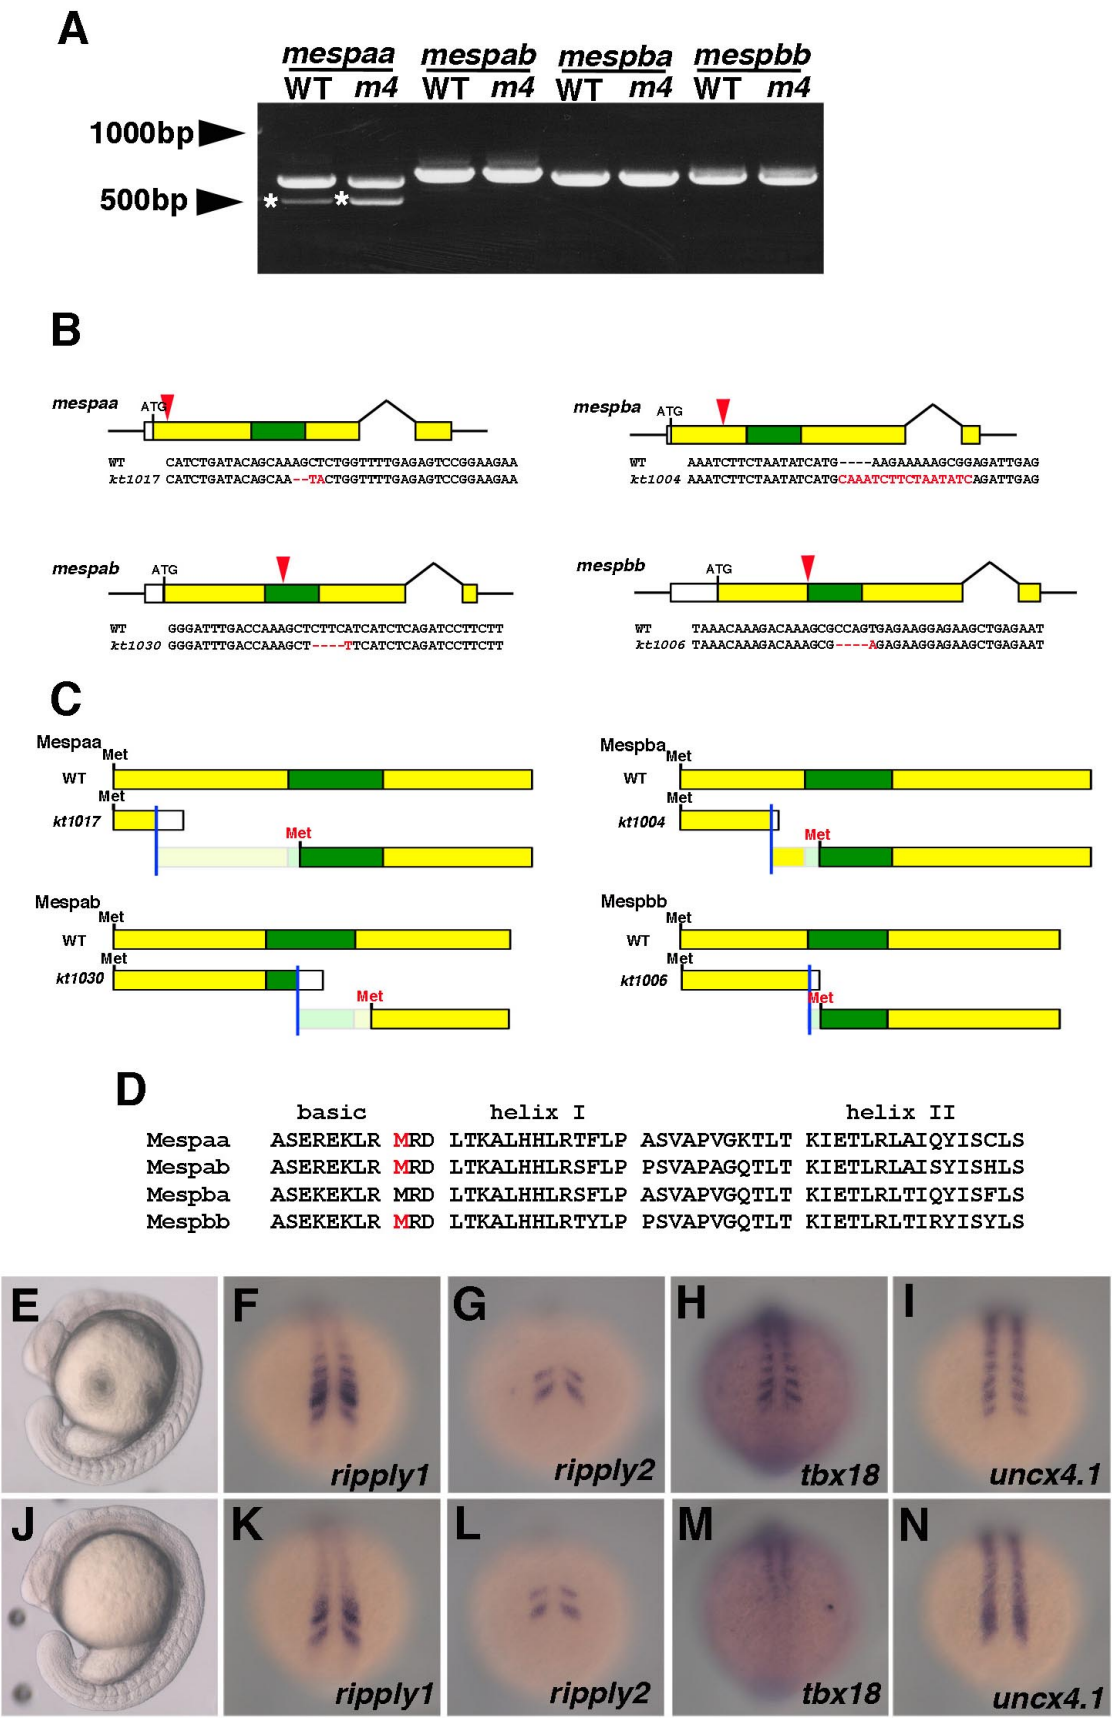 A
mespaa mespab mespba mespbb
WT m4 WT m4 WT m4 WT m4
1000bp
500bp
*
*
B
mespaa
ATG
WT CATCTGATACAGCAAAGCTCTGGTTTTGAGAGTCCGGAAGAA
kt1017 CATCTGATACAGCAA--TACTGGTTTTGAGAGTCCGGAAGAA
mespba
ATG
WT AAATCTTCTAATATCATG----AAGAAAAAGCGGAGATTGAG
kt1004 AAATCTTCTAATATCATGCAAATCTTCTAATATCAGATTGAG
mespab
ATG
WT GGGATTTGACCAAAGCTCTTCATCATCTCAGATCCTTCTT
kt1030 GGGATTTGACCAAAGCT----TTCATCTCAGATCCTTCTT
mespbb
ATG
WT TAAACAAAGACAAAGCGCCAGTGAGAAGGAGAAGCTGAGAAT
kt1006 TAAACAAAGACAAAGCG----AGAGAAGGAGAAGCTGAGAAT
C
Mespaa
Met
WT
Met
kt1017
Met
Mespba
Met
WT
Met
kt1004
Met
Mespab
Met
WT
Met
kt1030
Met
Mespbb
Met
WT
Met
kt1006
Met
D
basic helix I helix II
Mespaa ASEREKLR MRD LTKALHHLRTFLP ASVAPVGKTLT KIETLRLAIQYISCLS
Mespab ASEREKLR MRD LTKALHHLRSFLP PSVAPAGQTLT KIETLRLAISYISHLS
Mespba ASEKEKLR MRD LTKALHHLRSFLP ASVAPVGQTLT KIETLRLTIQYISFLS
Mespbb ASEKEKLR MRD LTKALHHLRTYLP PSVAPVGQTLT KIETLRLTIRYISYLS
E
F
ripply1
G
ripply2
H
tbx18
I
uncx4.1
J
K
ripply1
L
ripply2
M
tbx18
N
uncx4.1